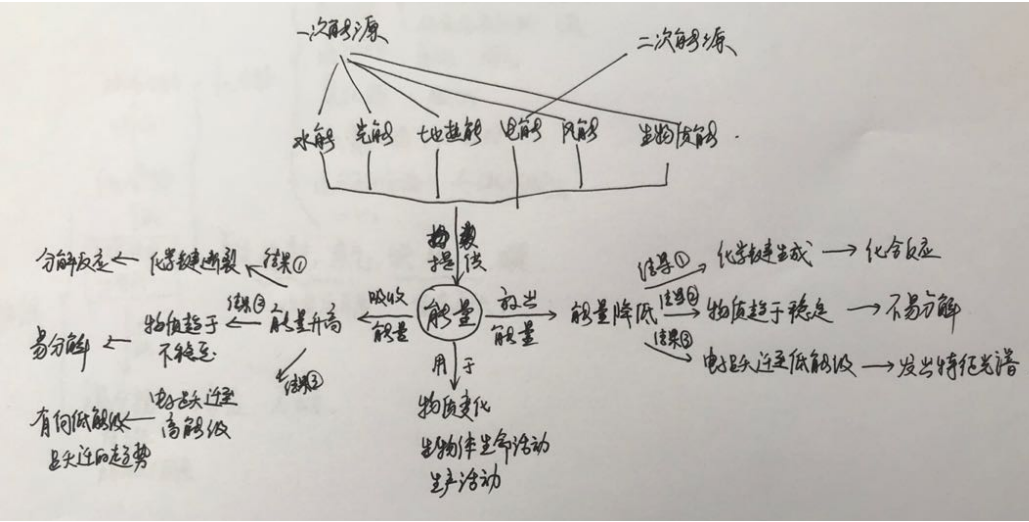 一次能源
二次能源
水能 光能 地热能 电能 风能 生物质能
提供
分解反应 化学键断裂 结果①
结果① 化学键生成 化合反应
吸收
能量
能量
放出
能量
易分解 物质趋于
不稳定
结果② 能量升高
能量降低 结果② 物质趋于稳定 不易分解
结果③
结果③
电子跃迁至低能级 发出特征光谱
用于
有向低能级
跃迁的趋势
电子跃迁至
高能级
物质变化
生物体生命活动
生产活动